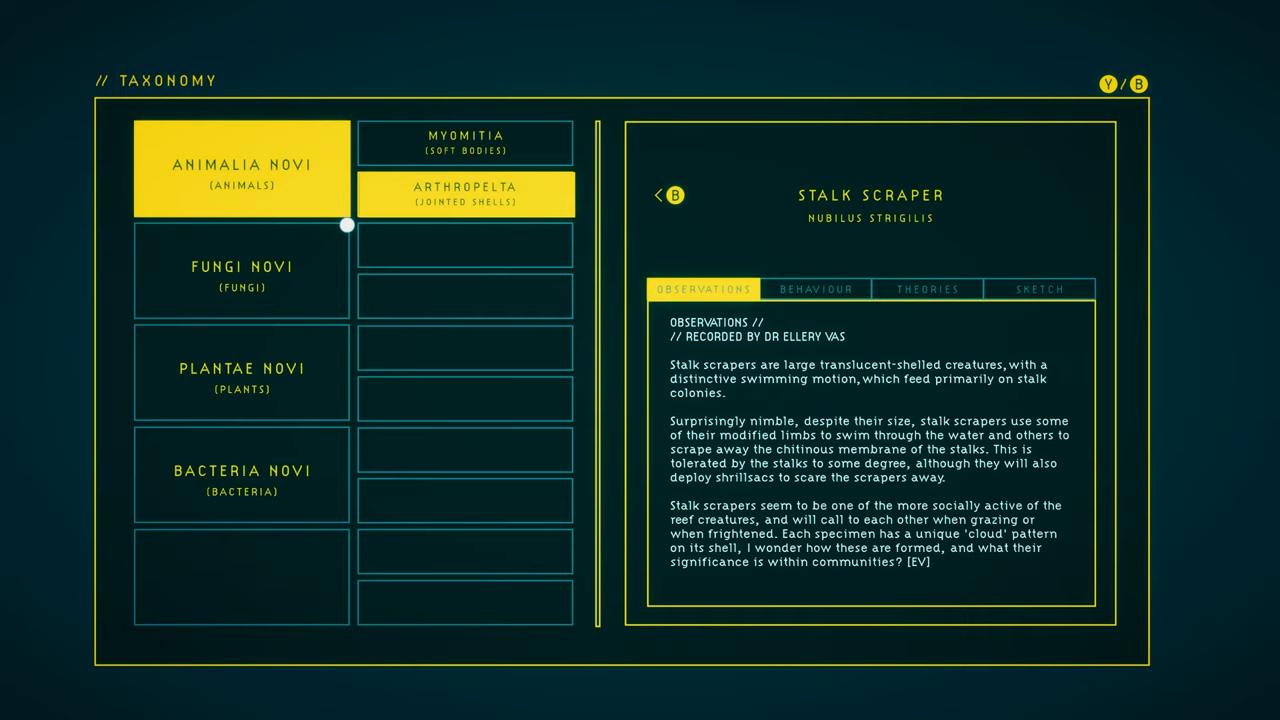 // TAXONOMY
Y / B
ANIMALIA NOVI
(ANIMALS)
FUNGI NOVI
(FUNGI)
PLANTAE NOVI
(PLANTS)
BACTERIA NOVI
(BACTERIA)
MYOMITIA
(SOFT BODIES)
ARTHROPELTA
(JOINTED SHELLS)
< B
STALK SCRAPER
NUBILUS STRIGILIS
OBSERVATIONS
BEHAVIOUR
THEORIES
SKETCH
OBSERVATIONS //
// RECORDED BY DR ELLERY VAS
Stalk scrapers are large translucent-shelled creatures, with a
distinctive swimming motion, which feed primarily on stalk
colonies.
Surprisingly nimble, despite their size, stalk scrapers use some
of their modified limbs to swim through the water and others to
scrape away the chitinous membrane of the stalks. This is
tolerated by the stalks to some degree, although they will also
deploy shrillsacs to scare the scrapers away.
Stalk scrapers seem to be one of the more socially active of the
reef creatures, and will call to each other when grazing or
when frightened. Each specimen has a unique 'cloud' pattern
on its shell, I wonder how these are formed, and what their
significance is within communities? [EV]